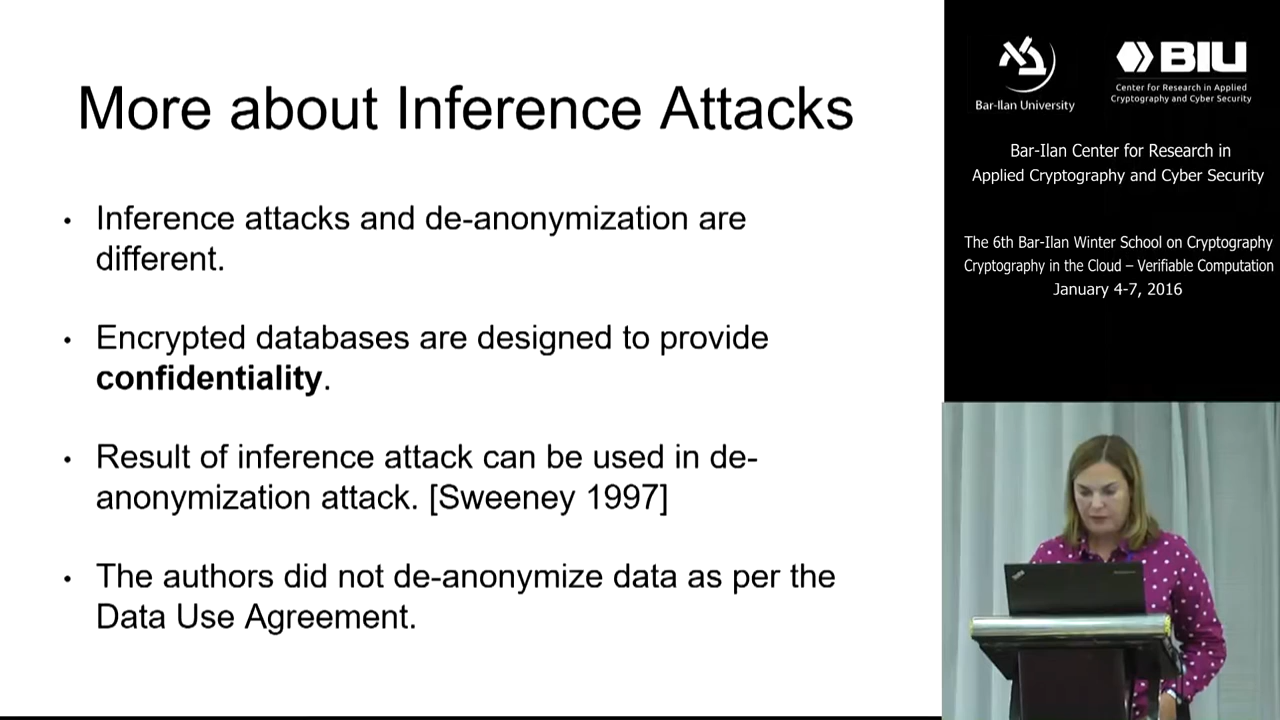 More about Inference Attacks
• Inference attacks and de-anonymization are
different.
• Encrypted databases are designed to provide
confidentiality.
• Result of inference attack can be used in de-
anonymization attack. [Sweeney 1997]
• The authors did not de-anonymize data as per the
Data Use Agreement.
Bar-Ilan University
BIU
Center for Research in Applied
Cryptography and Cyber Security
Bar-Ilan Center for Research in
Applied Cryptography and Cyber Security
The 6th Bar-Ilan Winter School on Cryptography
Cryptography in the Cloud – Verifiable Computation
January 4-7, 2016